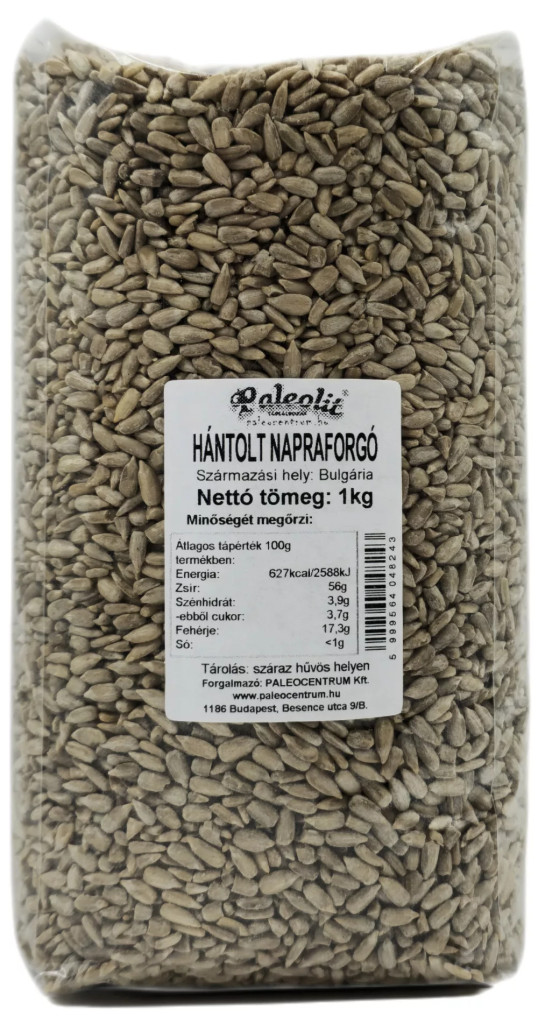 Paleolit®
paleocentrum.hu
HÁNTOLT NAPRAFORGÓ
Származási hely: Bulgária
Nettó tömeg: 1kg
Minőségét megőrzi:
Átlagos tápérték 100g
termékben:
Energia: 627kcal/2588kJ
Zsír: 56g
Szénhidrát: 3,9g
-ebből cukor: 3,7g
Fehérje: 17,3g
Só: <1g
5 999564 048243
Tárolás: száraz hűvös helyen
Forgalmazó: PALEOCENTRUM Kft.
www.paleocentrum.hu
1186 Budapest, Besence utca 9/B.